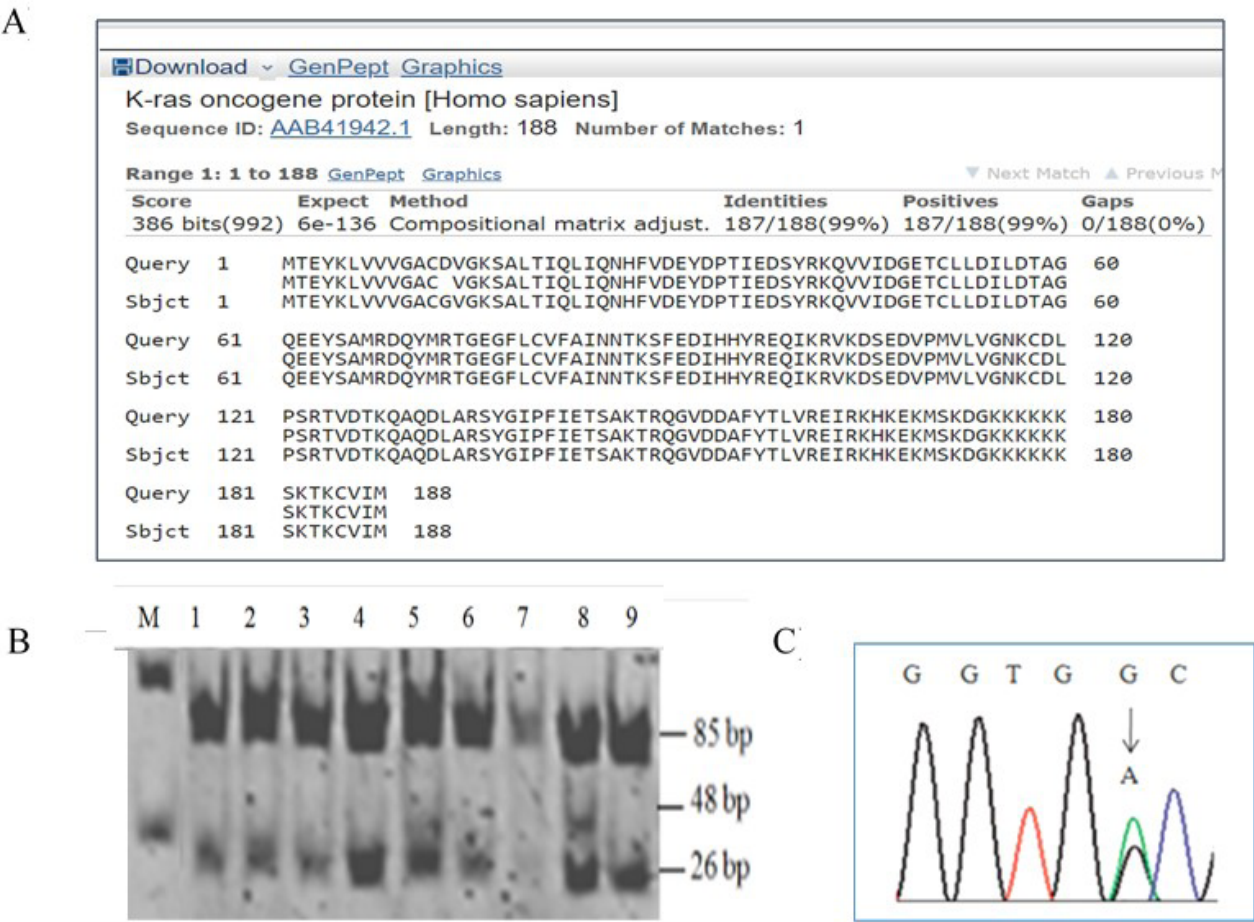 A
Download GenPept Graphics
K-ras oncogene protein [Homo sapiens]
Sequence ID: AAB41942.1 Length: 188 Number of Matches: 1
Range 1: 1 to 188 GenPept Graphics ▼ Next Match ▲ Previous M
Score Expect Method Identities Positives Gaps
386 bits(992) 6e-136 Compositional matrix adjust. 187/188(99%) 187/188(99%) 0/188(0%)
Query 1 MTEYKLVVVGACDVGKSALTIQLIQNHFVDEYDPTIEDSYRKQVVIDGETCLLDILDTAG 60
MTEYKLVVVGAC VGKSALTIQLIQNHFVDEYDPTIEDSYRKQVVIDGETCLLDILDTAG
Sbjct 1 MTEYKLVVVGACGVGKSALTIQLIQNHFVDEYDPTIEDSYRKQVVIDGETCLLDILDTAG 60
Query 61 QEEYSAMRDQYMRTGEGFLCVFAINNTKSFEDIHHYREQIKRVKDSEDVPMVLVGNKCDL 120
QEEYSAMRDQYMRTGEGFLCVFAINNTKSFEDIHHYREQIKRVKDSEDVPMVLVGNKCDL
Sbjct 61 QEEYSAMRDQYMRTGEGFLCVFAINNTKSFEDIHHYREQIKRVKDSEDVPMVLVGNKCDL 120
Query 121 PSRTVDTKQAQDLARSYGIPFIETSAKTRQGVDDAFYTLVREIRKHKEKMSKDGKKKKKK 180
PSRTVDTKQAQDLARSYGIPFIETSAKTRQGVDDAFYTLVREIRKHKEKMSKDGKKKKKK
Sbjct 121 PSRTVDTKQAQDLARSYGIPFIETSAKTRQGVDDAFYTLVREIRKHKEKMSKDGKKKKKK 180
Query 181 SKTKCVIM 188
SKTKCVIM
Sbjct 181 SKTKCVIM 188
B
M 1 2 3 4 5 6 7 8 9
85 bp
48 bp
26 bp
C
G G T G G C
A